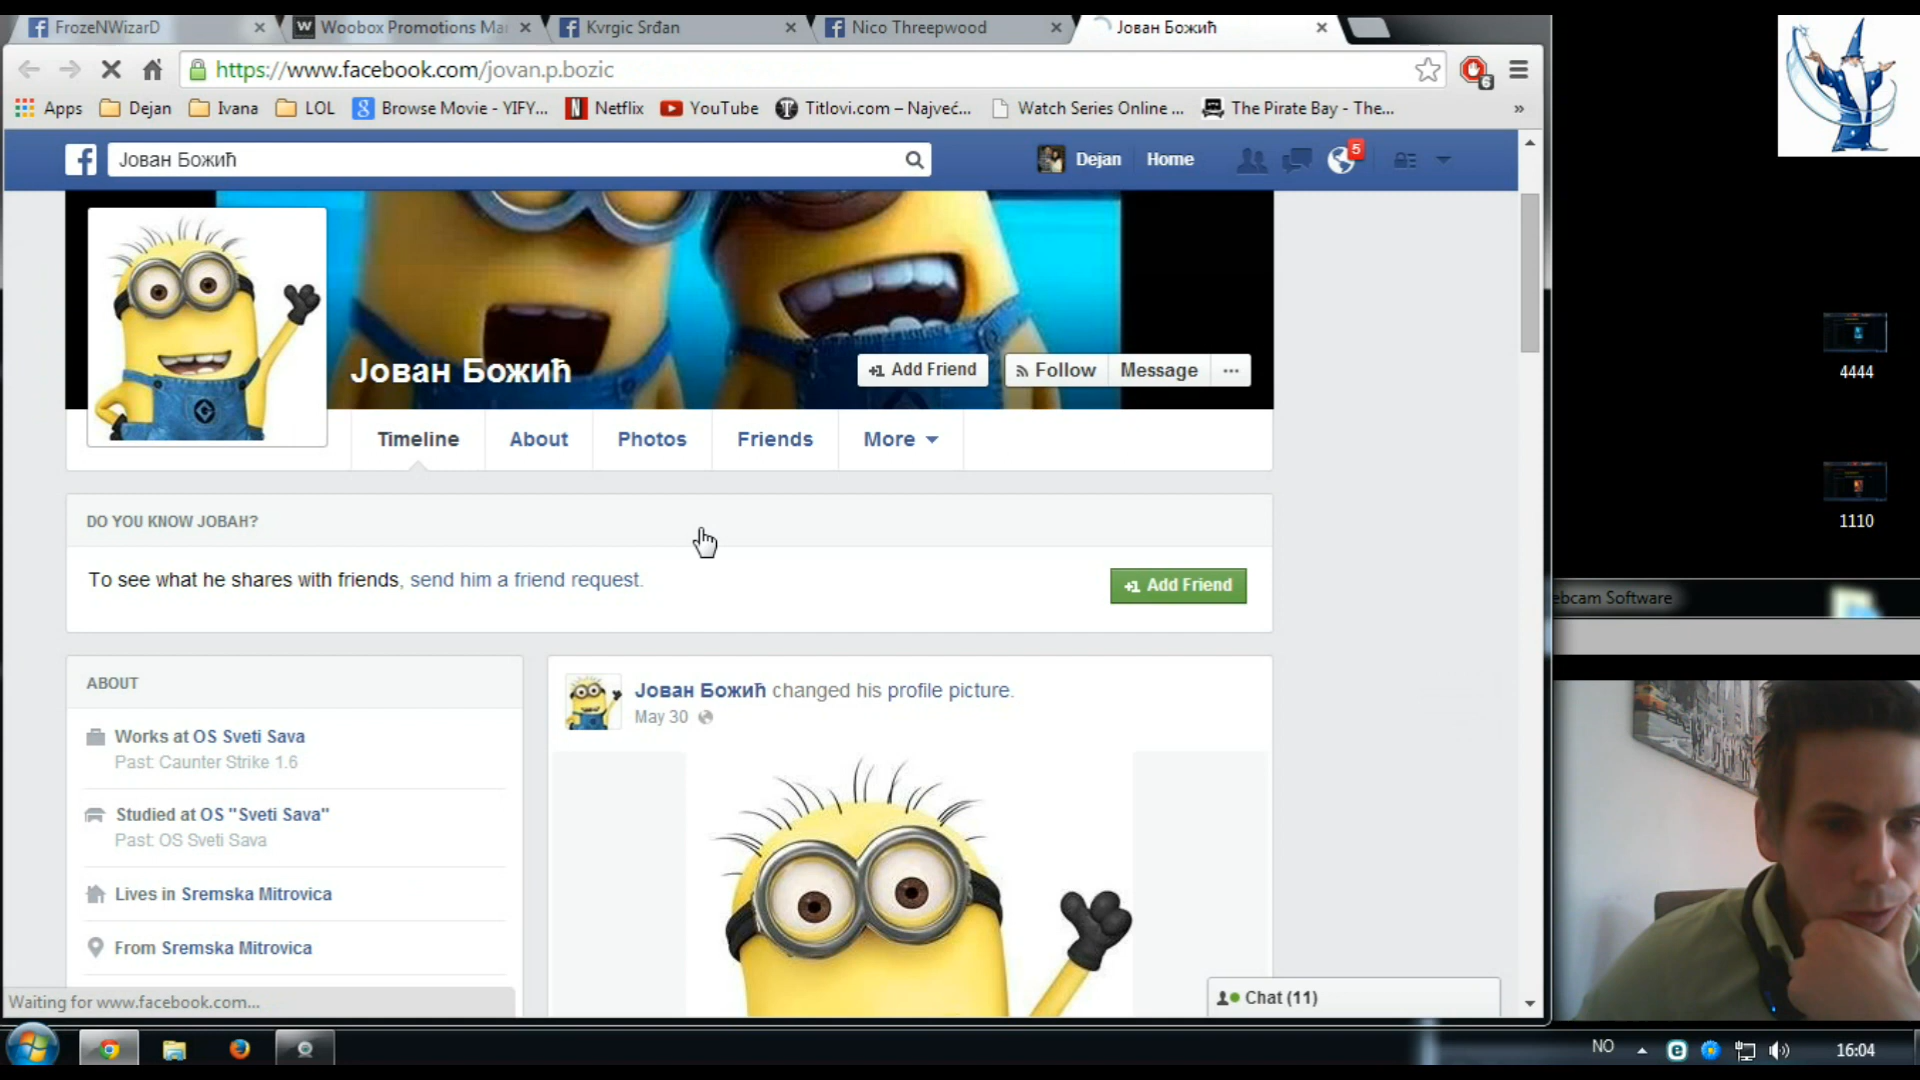 FrozeNWizarD
Woobox Promotions Ma
Kvrgic Srđan
Nico Threepwood
Јован Божић
https://www.facebook.com/jovan.p.bozic
6
Apps
Dejan
Ivana
LOL
Browse Movie - YIFY...
Netflix
YouTube
Titlovi.com – Najveć...
Watch Series Online ...
The Pirate Bay - The...
»
Јован Божић
Dejan
Home
5
Јован Божић
+1 Add Friend
Follow
Message
...
Timeline
About
Photos
Friends
More
DO YOU KNOW ЈОВАН?
To see what he shares with friends, send him a friend request.
+1 Add Friend
ABOUT
Works at OS Sveti Sava
Past: Caunter Strike 1.6
Studied at OS "Sveti Sava"
Past: OS Sveti Sava
Lives in Sremska Mitrovica
From Sremska Mitrovica
Јован Божић changed his profile picture.
May 30
Waiting for www.facebook.com...
Chat (11)
4444
1110
ebcam Software
NO
16:04